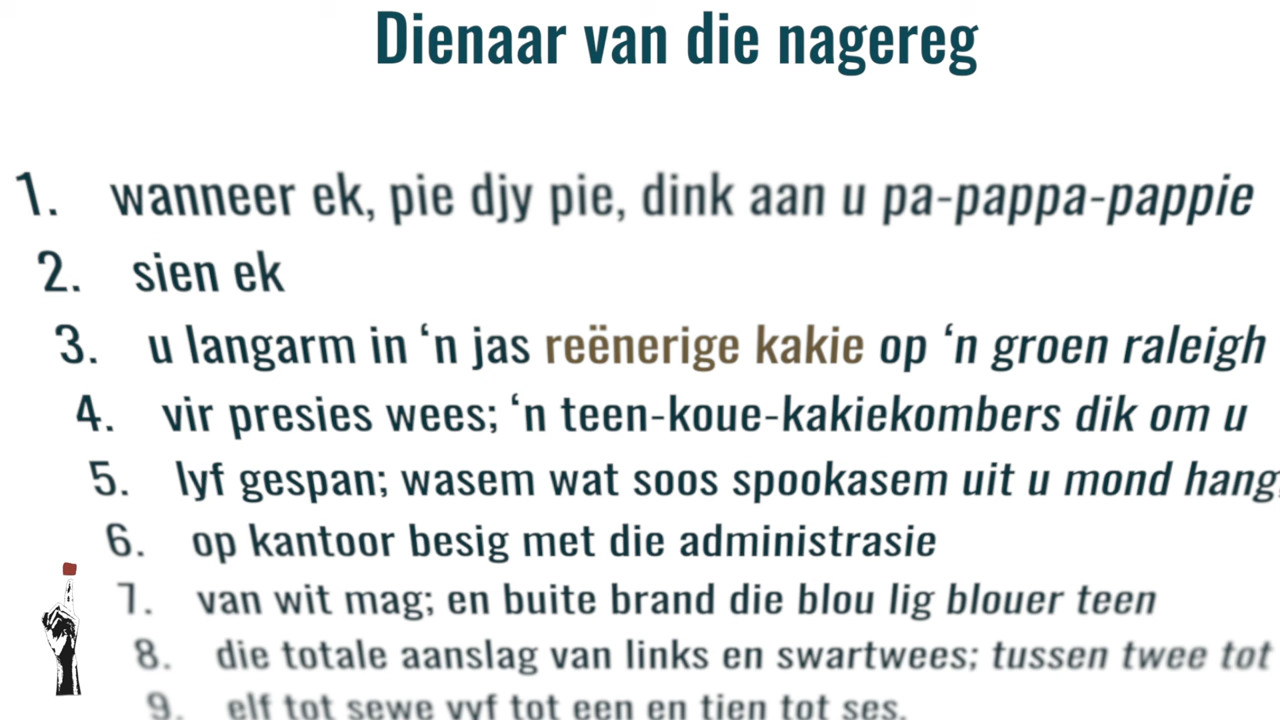 Dienaar van die nagereg
1. wanneer ek, pie djy pie, dink aan u pa-pappa-pappie
2. sien ek
3. u langarm in ‘n jas reënerige kakie op ‘n groen raleigh
4. vir presies wees; ‘n teen-koue-kakiekombers dik om u
5. lyf gespan; wasem wat soos spookasem uit u mond hang;
6. op kantoor besig met die administrasie
7. van wit mag; en buite brand die blou lig blouer teen
8. die totale aanslag van links en swartwees; tussen twee tot
9. elf tot sewe vyf tot een en tien tot ses.